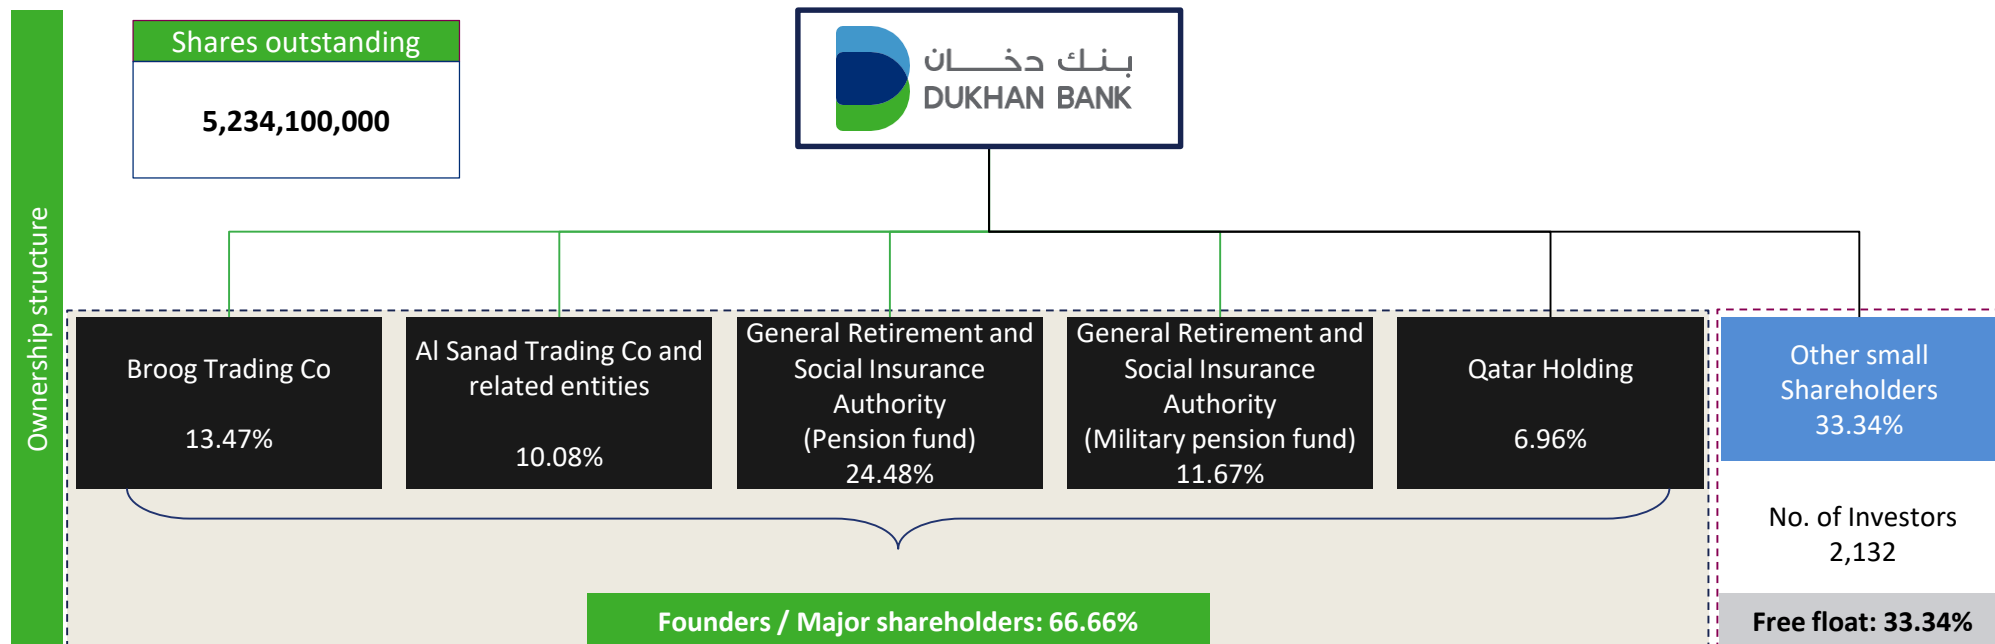 Ownership structure
Shares outstanding
5,234,100,000
بنك دخان
DUKHAN BANK
Broog Trading Co
13.47%
Al Sanad Trading Co and
related entities
10.08%
General Retirement and
Social Insurance
Authority
(Pension fund)
24.48%
General Retirement and
Social Insurance
Authority
(Military pension fund)
11.67%
Qatar Holding
6.96%
Other small
Shareholders
33.34%
No. of Investors
2,132
Founders / Major shareholders: 66.66%
Free float: 33.34%